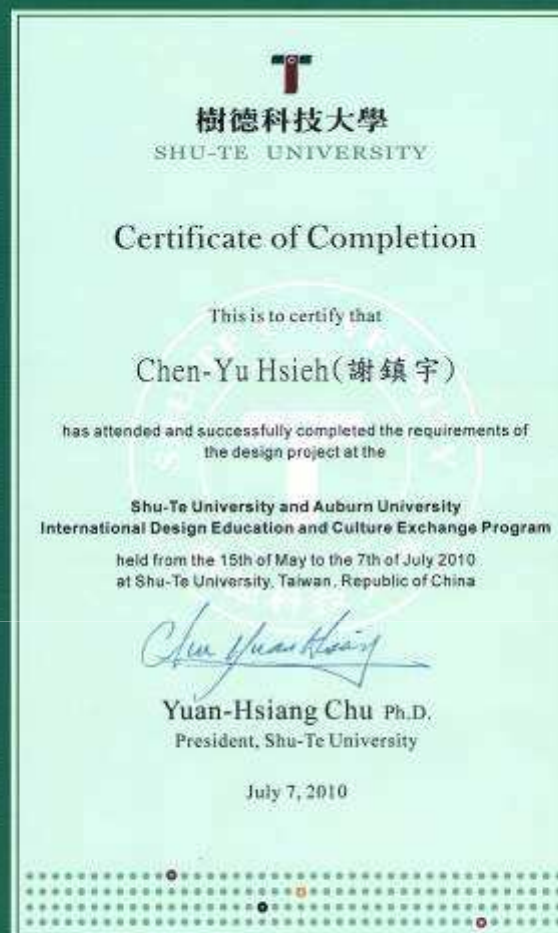 樹德科技大學
SHU-TE UNIVERSITY
Certificate of Completion
This is to certify that
Chen-Yu Hsieh(謝鎮宇)
has attended and successfully completed the requirements of
the design project at the
Shu-Te University and Auburn University
International Design Education and Culture Exchange Program
held from the 15th of May to the 7th of July 2010
at Shu-Te University, Taiwan, Republic of China
Chu Yuan Hsiang
Yuan-Hsiang Chu Ph.D.
President, Shu-Te University
July 7, 2010